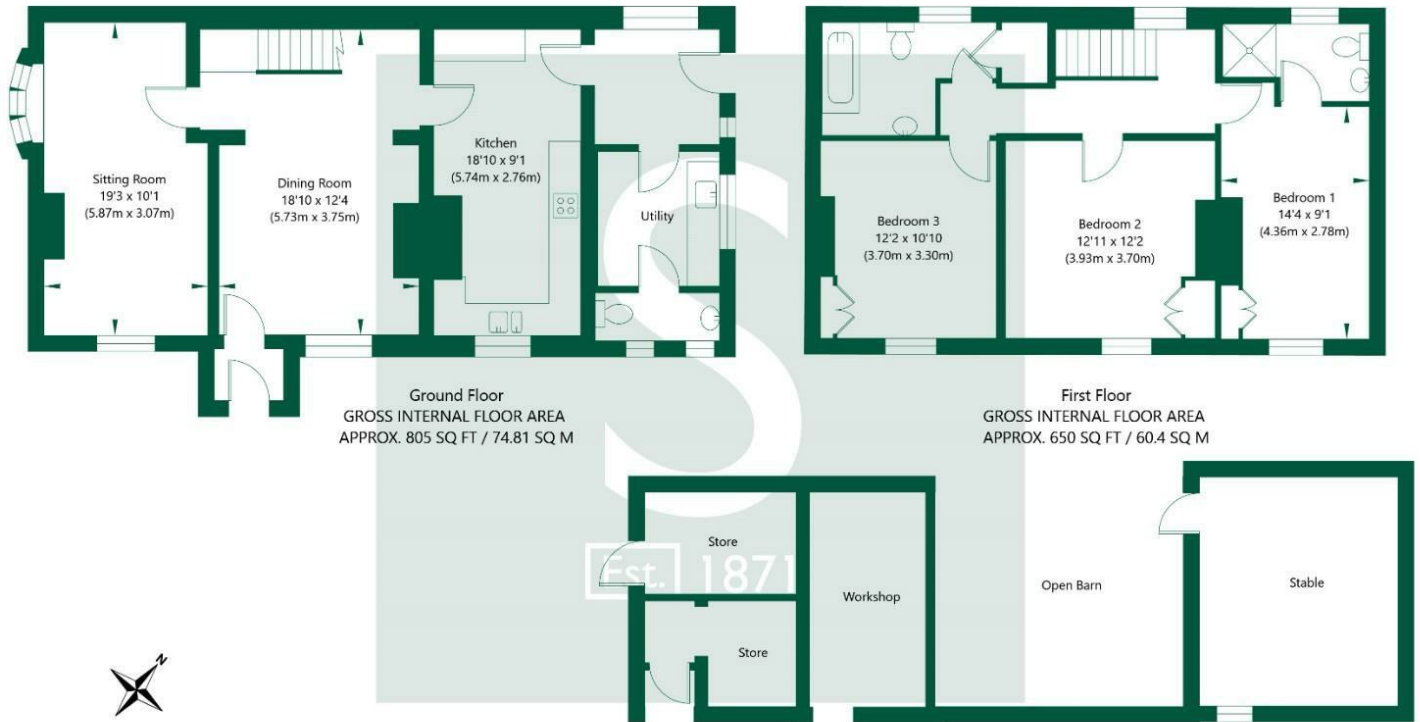 Sitting Room
19'3 x 10'1
(5.87m x 3.07m)
Dining Room
18'10 x 12'4
(5.73m x 3.75m)
Kitchen
18'10 x 9'1
(5.74m x 2.76m)
Utility
Bedroom 3
12'2 x 10'10
(3.70m x 3.30m)
Bedroom 2
12'11 x 12'2
(3.93m x 3.70m)
Bedroom 1
14'4 x 9'1
(4.36m x 2.78m)
Ground Floor
GROSS INTERNAL FLOOR AREA
APPROX. 805 SQ FT / 74.81 SQ M
First Floor
GROSS INTERNAL FLOOR AREA
APPROX. 650 SQ FT / 60.4 SQ M
S
Est. 1871
Store
Store
Workshop
Open Barn
Stable
N